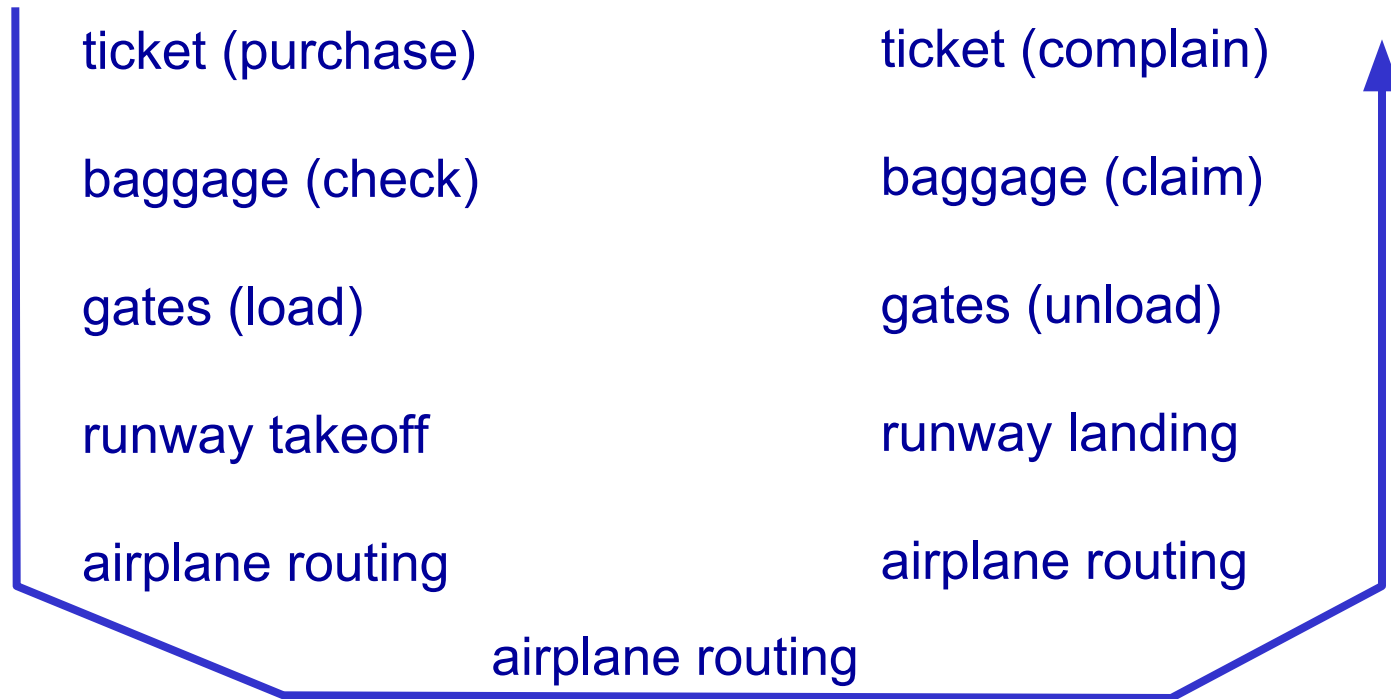 ticket (purchase)
baggage (check)
gates (load)
runway takeoff
airplane routing
airplane routing
ticket (complain)
baggage (claim)
gates (unload)
runway landing
airplane routing